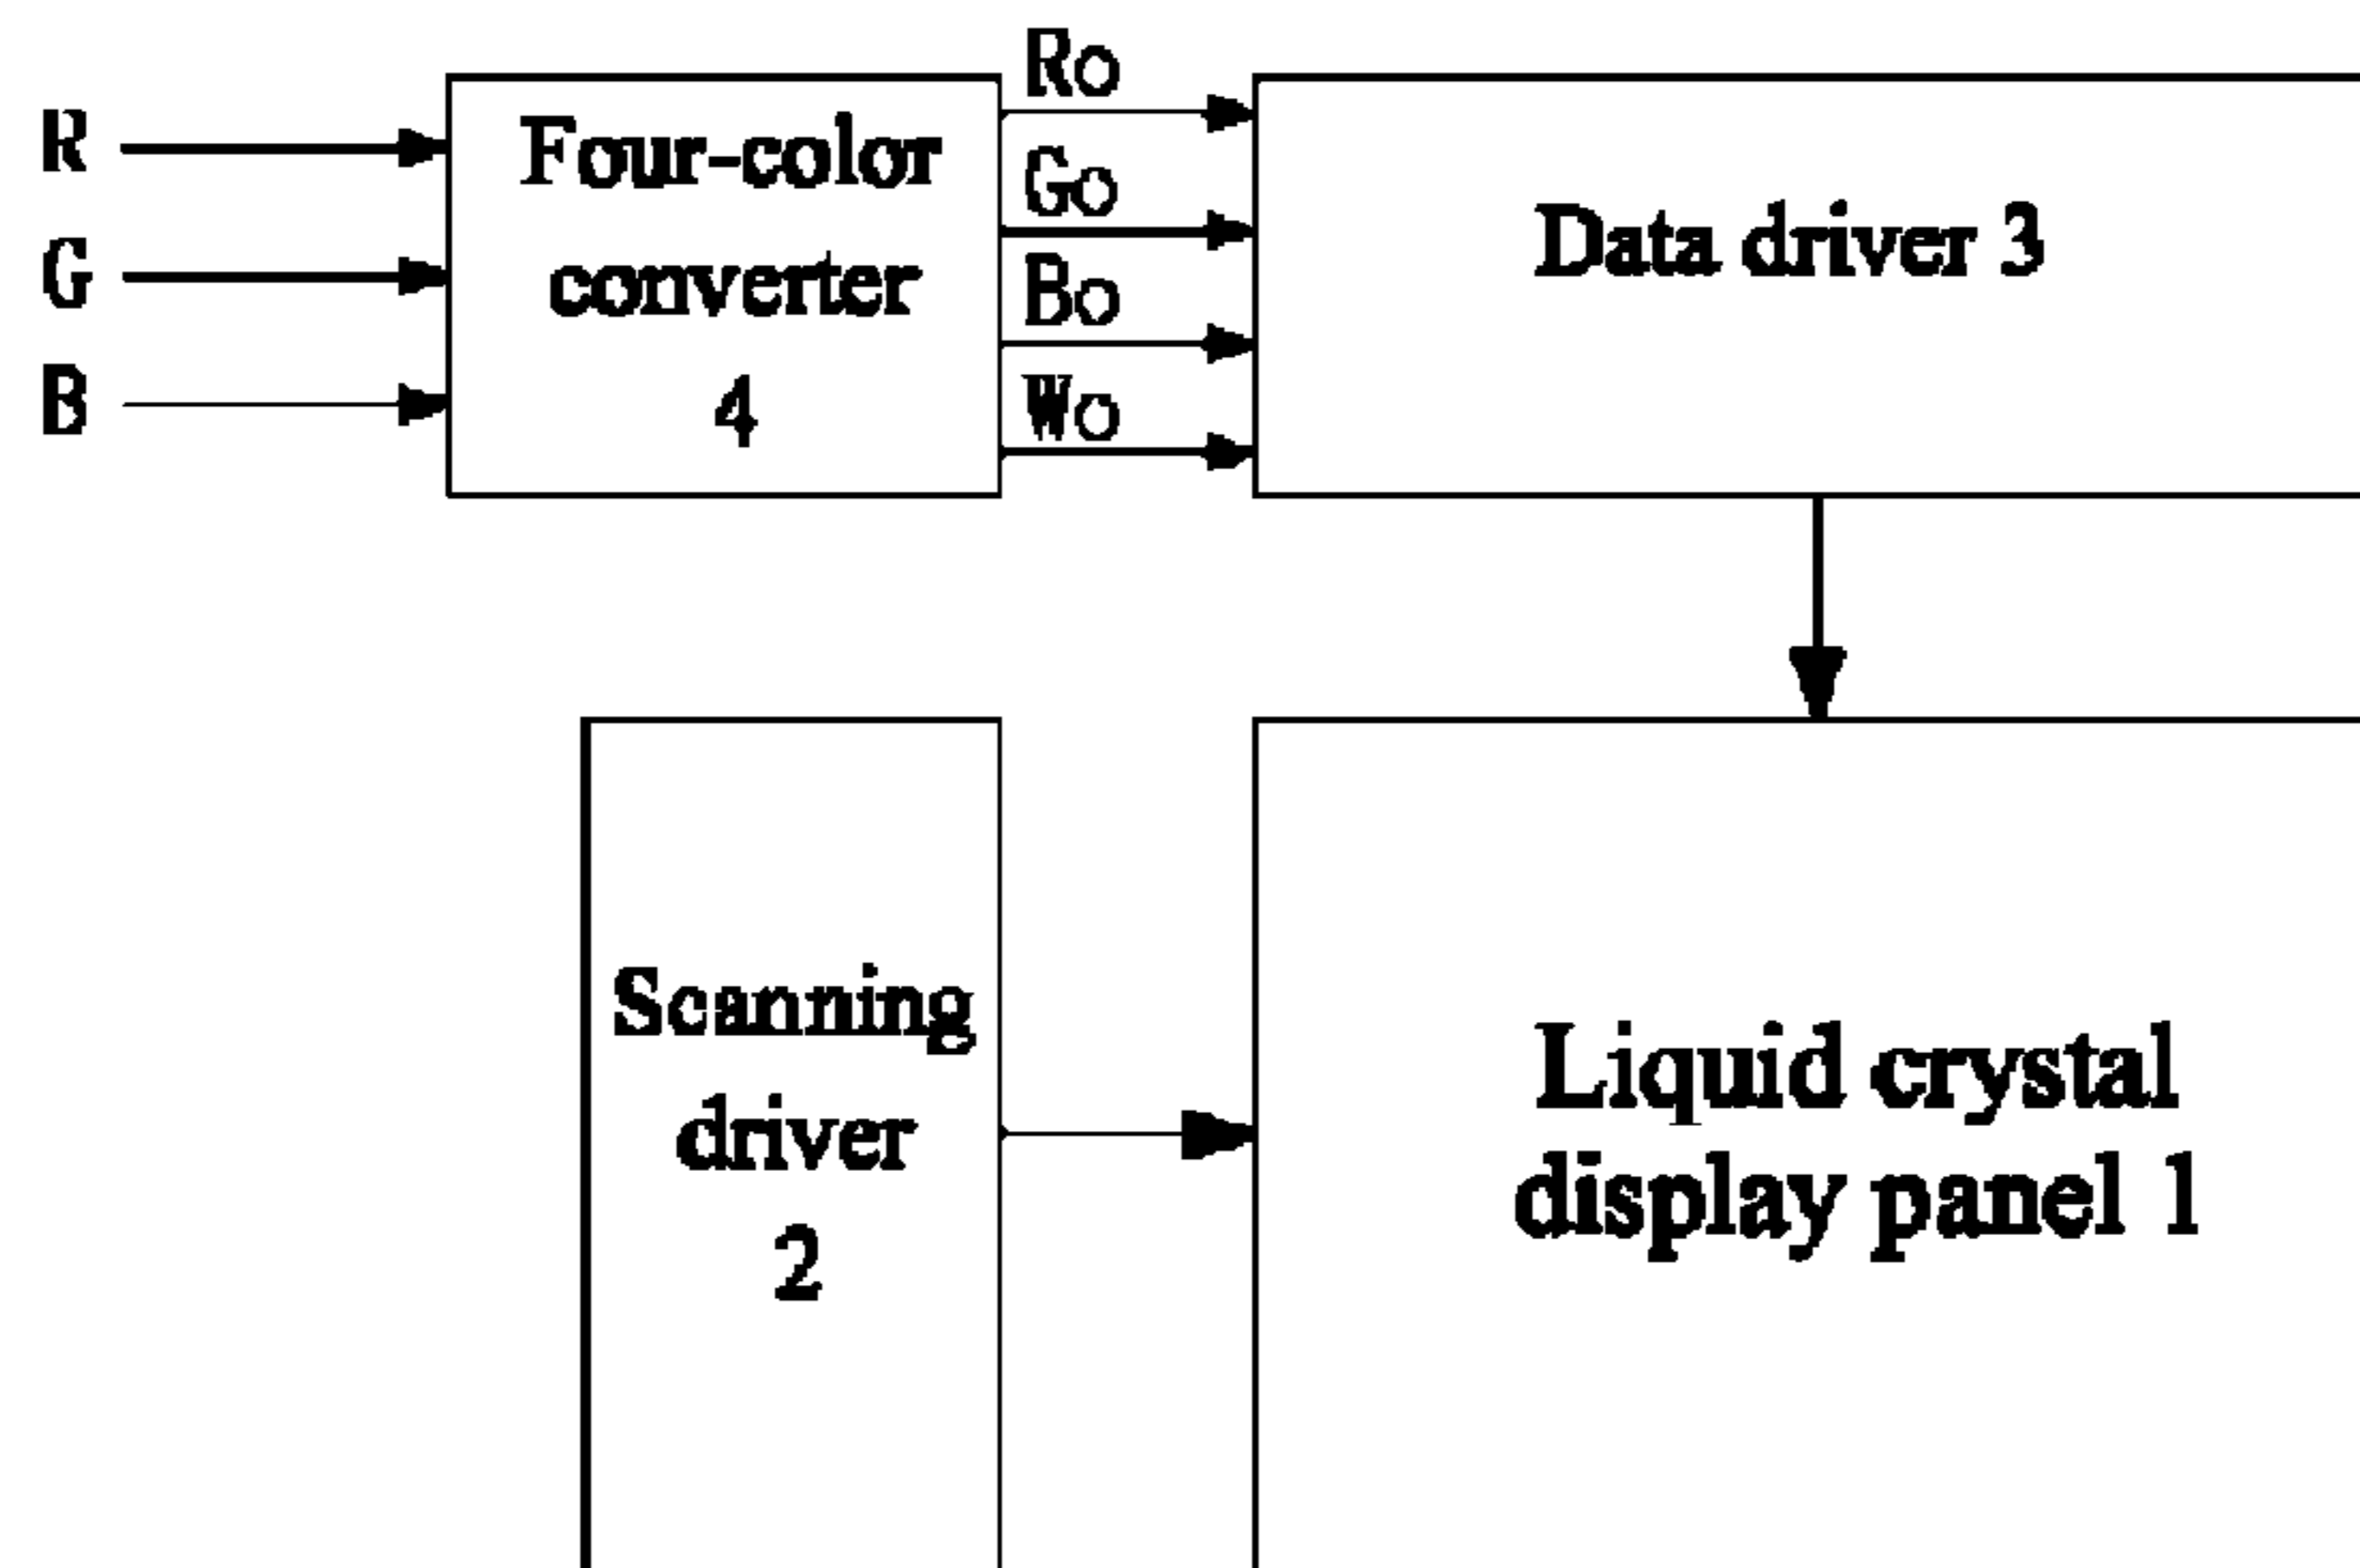 R
G
B
Four-color
converter
4
Ro
Go
Bo
Wo
Data driver 3
Scanning
driver
2
Liquid crystal
display panel 1